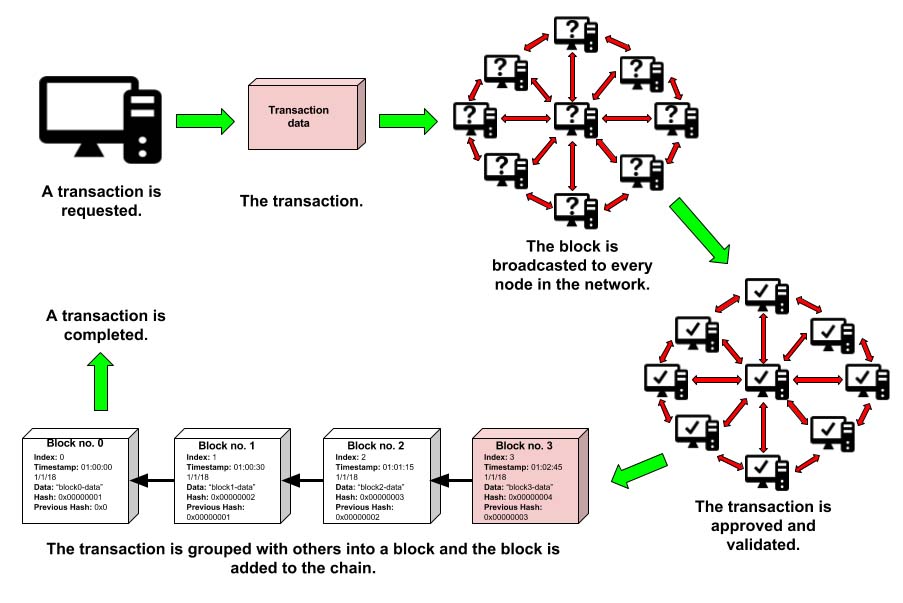 Transaction
data
A transaction is
requested.
The transaction.
?
?
?
?
?
?
?
?
?
The block is
broadcasted to every
node in the network.
The transaction is
approved and
validated.
A transaction is
completed.
Block no. 0
Index: 0
Timestamp: 01:00:00
1/1/18
Data: "block0-data"
Hash: 0x00000001
Previous Hash: 0x0
Block no. 1
Index: 1
Timestamp: 01:00:30
1/1/18
Data: "block1-data"
Hash: 0x00000002
Previous Hash:
0x00000001
Block no. 2
Index: 2
Timestamp: 01:01:15
1/1/18
Data: "block2-data"
Hash: 0x00000003
Previous Hash:
0x00000002
Block no. 3
Index: 3
Timestamp: 01:02:45
1/1/18
Data: "block3-data"
Hash: 0x00000004
Previous Hash:
0x00000003
The transaction is grouped with others into a block and the block is
added to the chain.